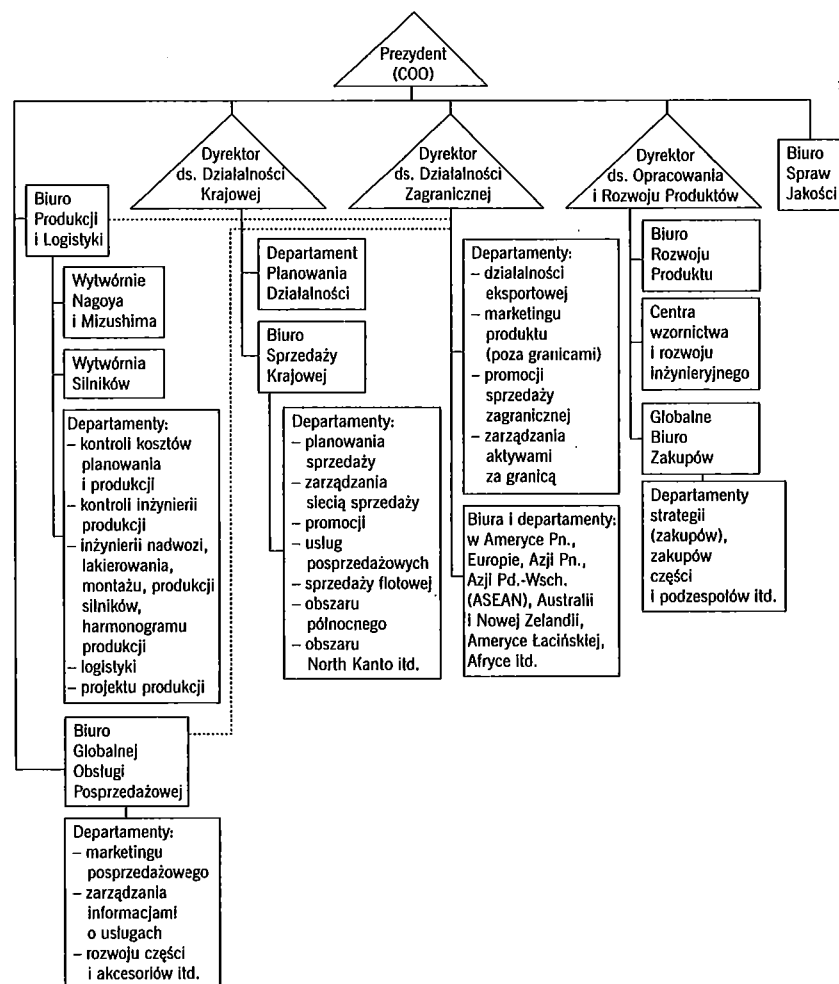 Prezydent
(COO)
Dyrektor
ds. Działalności
Krajowej
Dyrektor
ds. Działalności
Zagranicznej
Dyrektor
ds. Opracowania
i Rozwoju Produktów
Biuro
Spraw
Jakości
Biuro
Produkcji
i Logistyki
Wytwórnie
Nagoya
i Mizushima
Wytwórnia
Silników
Departamenty:
– kontroli kosztów
planowania
i produkcji
– kontroli inżynierii
produkcji
– inżynierii nadwozi,
lakierowania,
montażu, produkcji
silników,
harmonogramu
produkcji
– logistyki
– projektu produkcji
Biuro
Globalnej
Obsługi
Posprzedażowej
Departamenty:
– marketingu
posprzedażowego
– zarządzania
informacjami
o usługach
– rozwoju części
i akcesoriów itd.
Departament
Planowania
Działalności
Biuro
Sprzedaży
Krajowej
Departamenty:
– planowania
sprzedaży
– zarządzania
siecią sprzedaży
– promocji
– usług
posprzedażowych
– sprzedaży flotowej
– obszaru
północnego
– obszaru
North Kanto itd.
Departamenty:
– działalności
eksportowej
– marketingu
produktu
(poza granicami)
– promocji
sprzedaży
zagranicznej
– zarządzania
aktywami
za granicą
Biura i departamenty:
w Ameryce Pn.,
Europie, Azji Pn.,
Azji Pd.-Wsch.
(ASEAN), Australii
i Nowej Zelandii,
Ameryce Łacińskiej,
Afryce itd.
Biuro
Rozwoju
Produktu
Centra
wzornictwa
i rozwoju
inżynieryjnego
Globalne
Biuro
Zakupów
Departamenty
strategii
(zakupów),
zakupów
części
i podzespołów itd.